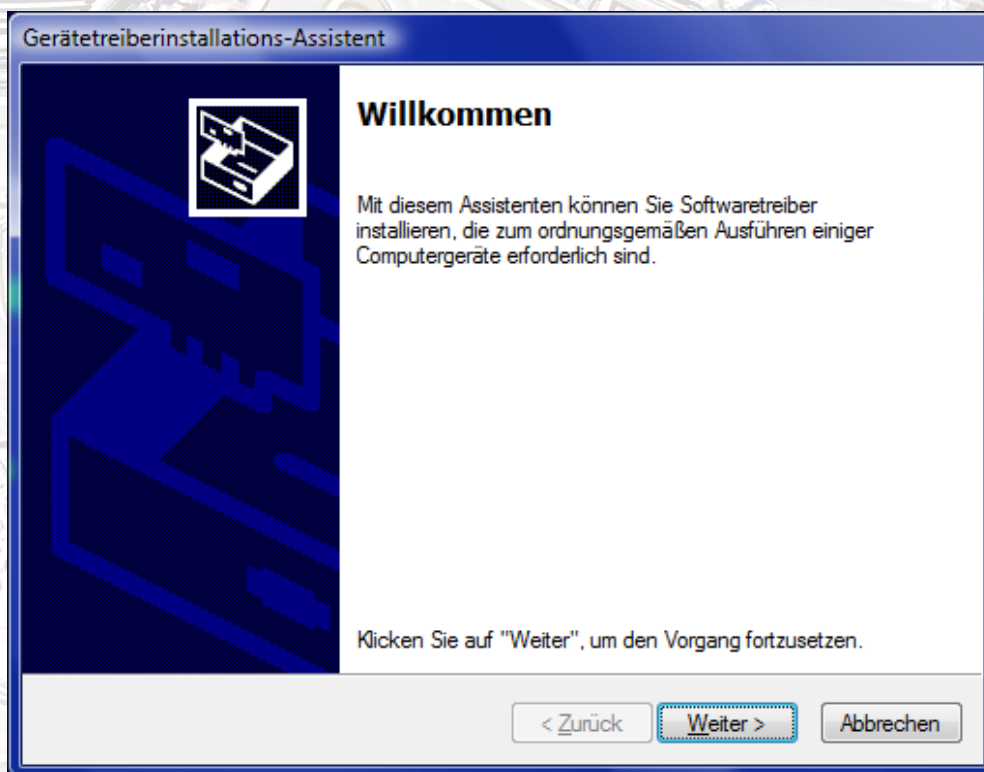 Gerätetreiberinstallations-Assistent
Willkommen
Mit diesem Assistenten können Sie Softwaretreiber
installieren, die zum ordnungsgemäßen Ausführen einiger
Computergeräte erforderlich sind.
Klicken Sie auf "Weiter", um den Vorgang fortzusetzen.
< Zurück Weiter > Abbrechen